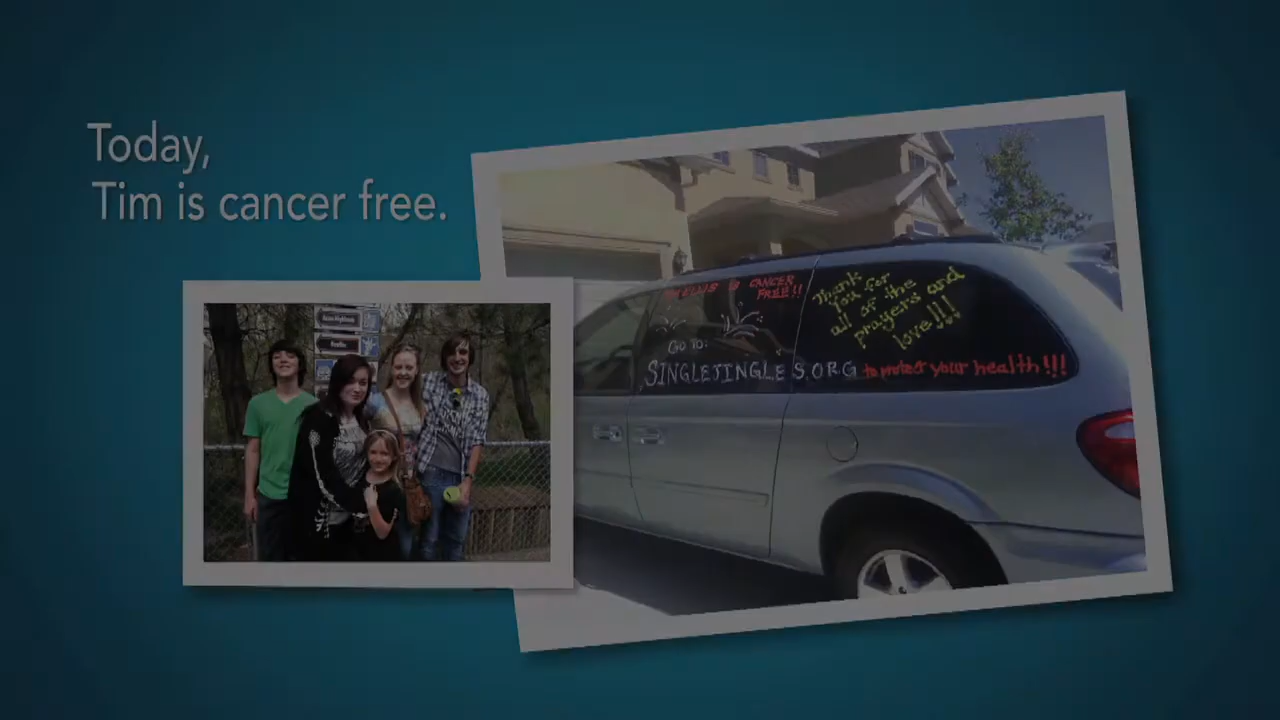 Today,
Tim is cancer free.
IS CANCER
FREE!!
Thank
you for
all of the
prayers and
love!!!
Go to:
SINGLEJINGLES.ORG to protect your health!!!